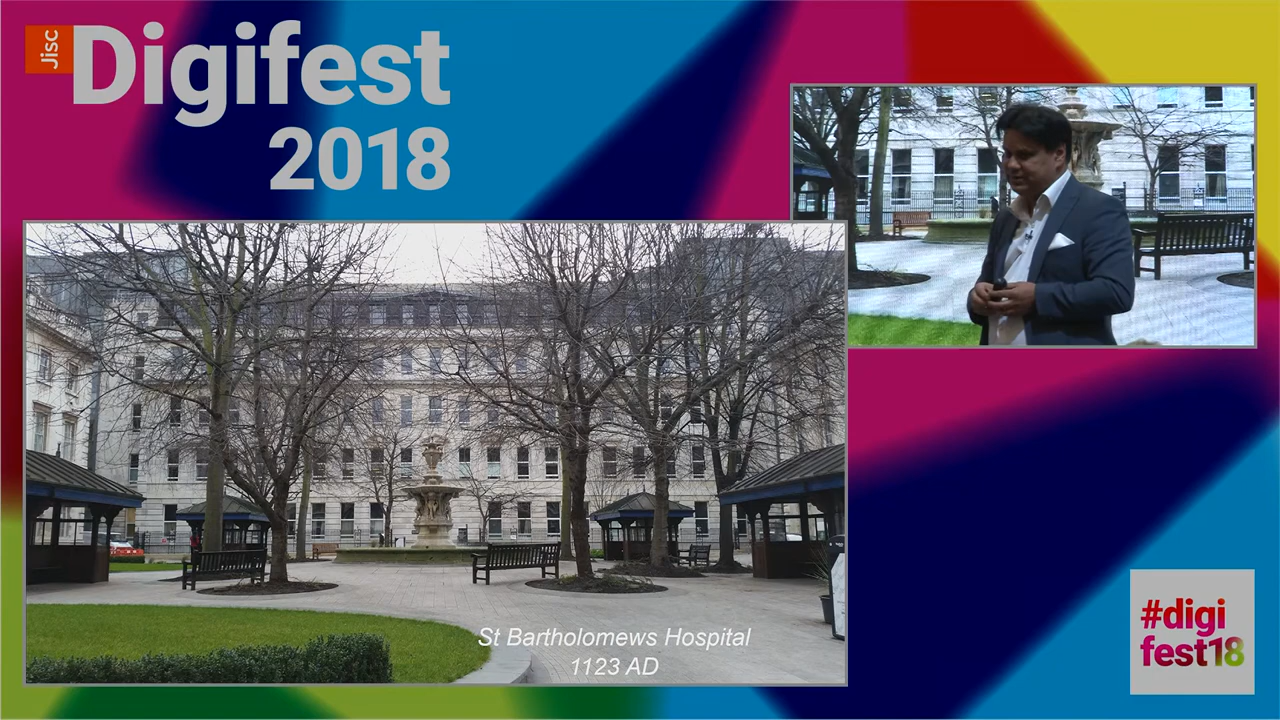 Jisc
Digifest
2018
St Bartholomews Hospital
1123 AD
#digi
fest18